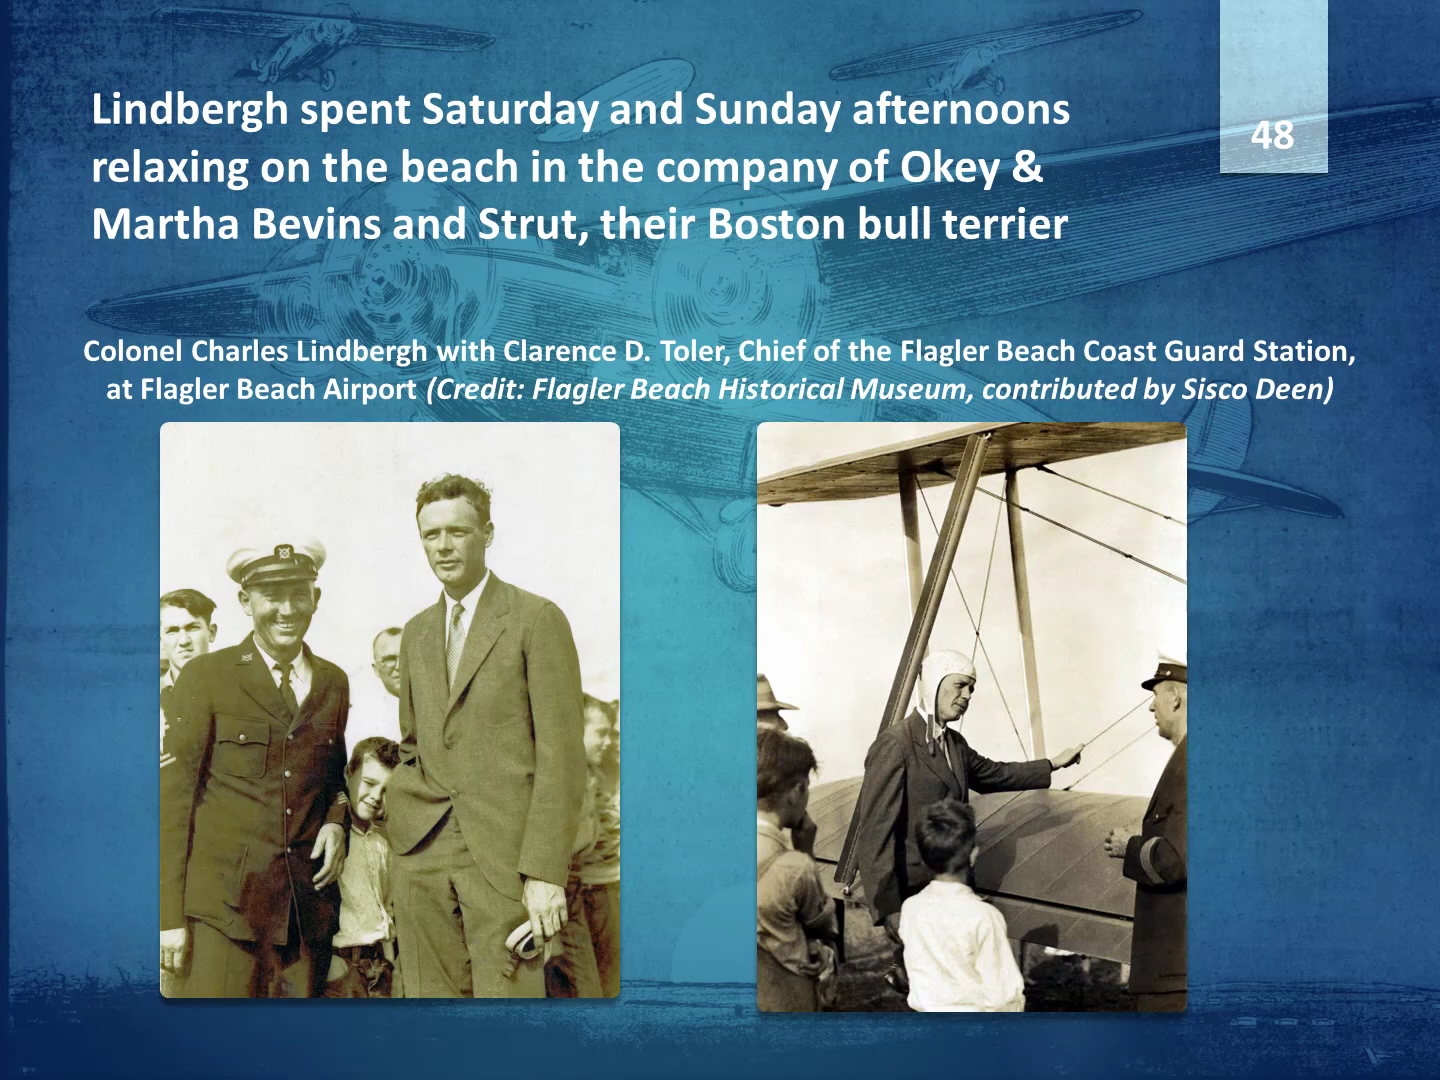 Lindbergh spent Saturday and Sunday afternoons
relaxing on the beach in the company of Okey &
Martha Bevins and Strut, their Boston bull terrier
48
Colonel Charles Lindbergh with Clarence D. Toler, Chief of the Flagler Beach Coast Guard Station,
at Flagler Beach Airport (Credit: Flagler Beach Historical Museum, contributed by Sisco Deen)